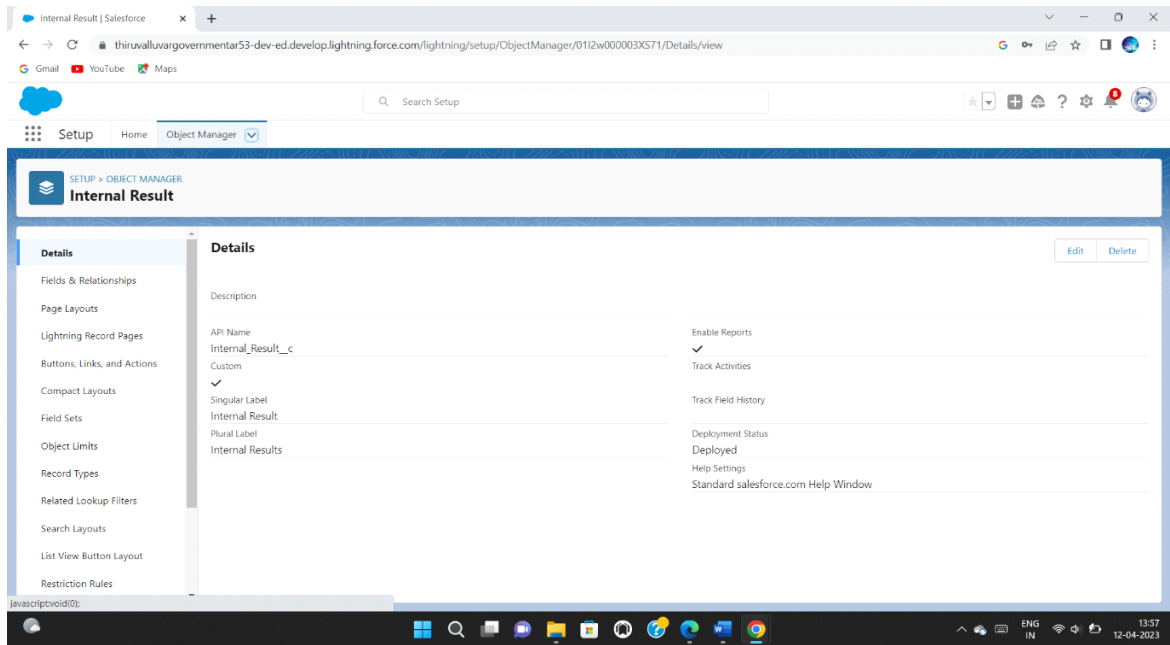 Internal Result | Salesforce
thiruvalluvargovernmentar53-dev-ed.develop.lightning.force.com/lightning/setup/ObjectManager/01I2w000003XS71/Details/view
Gmail YouTube Maps
Search Setup
8
Setup Home Object Manager
SETUP > OBJECT MANAGER
Internal Result
Details
Fields & Relationships
Page Layouts
Lightning Record Pages
Buttons, Links, and Actions
Compact Layouts
Field Sets
Object Limits
Record Types
Related Lookup Filters
Search Layouts
List View Button Layout
Restriction Rules
Details
Edit Delete
Description
API Name
Internal_Result__c
Custom
Singular Label
Internal Result
Plural Label
Internal Results
Enable Reports
Track Activities
Track Field History
Deployment Status
Deployed
Help Settings
Standard salesforce.com Help Window
javascript:void(0);
ENG
IN
13:57
12-04-2023